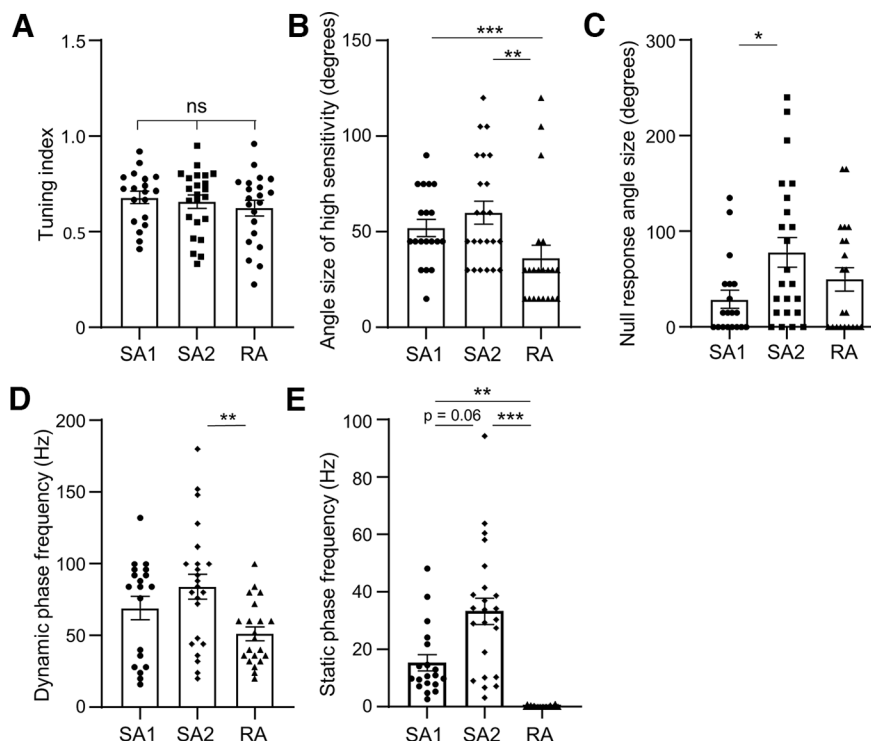 A
Tuning index
1.5
1.0
0.5
0
ns
SA1 SA2 RA
B
Angle size of high sensitivity (degrees)
150
100
50
0
***
**
SA1 SA2 RA
C
Null response angle size (degrees)
300
200
100
0
*
SA1 SA2 RA
D
Dynamic phase frequency (Hz)
200
150
100
50
0
**
SA1 SA2 RA
E
Static phase frequency (Hz)
100
80
60
40
20
0
**
p = 0.06 ***
SA1 SA2 RA